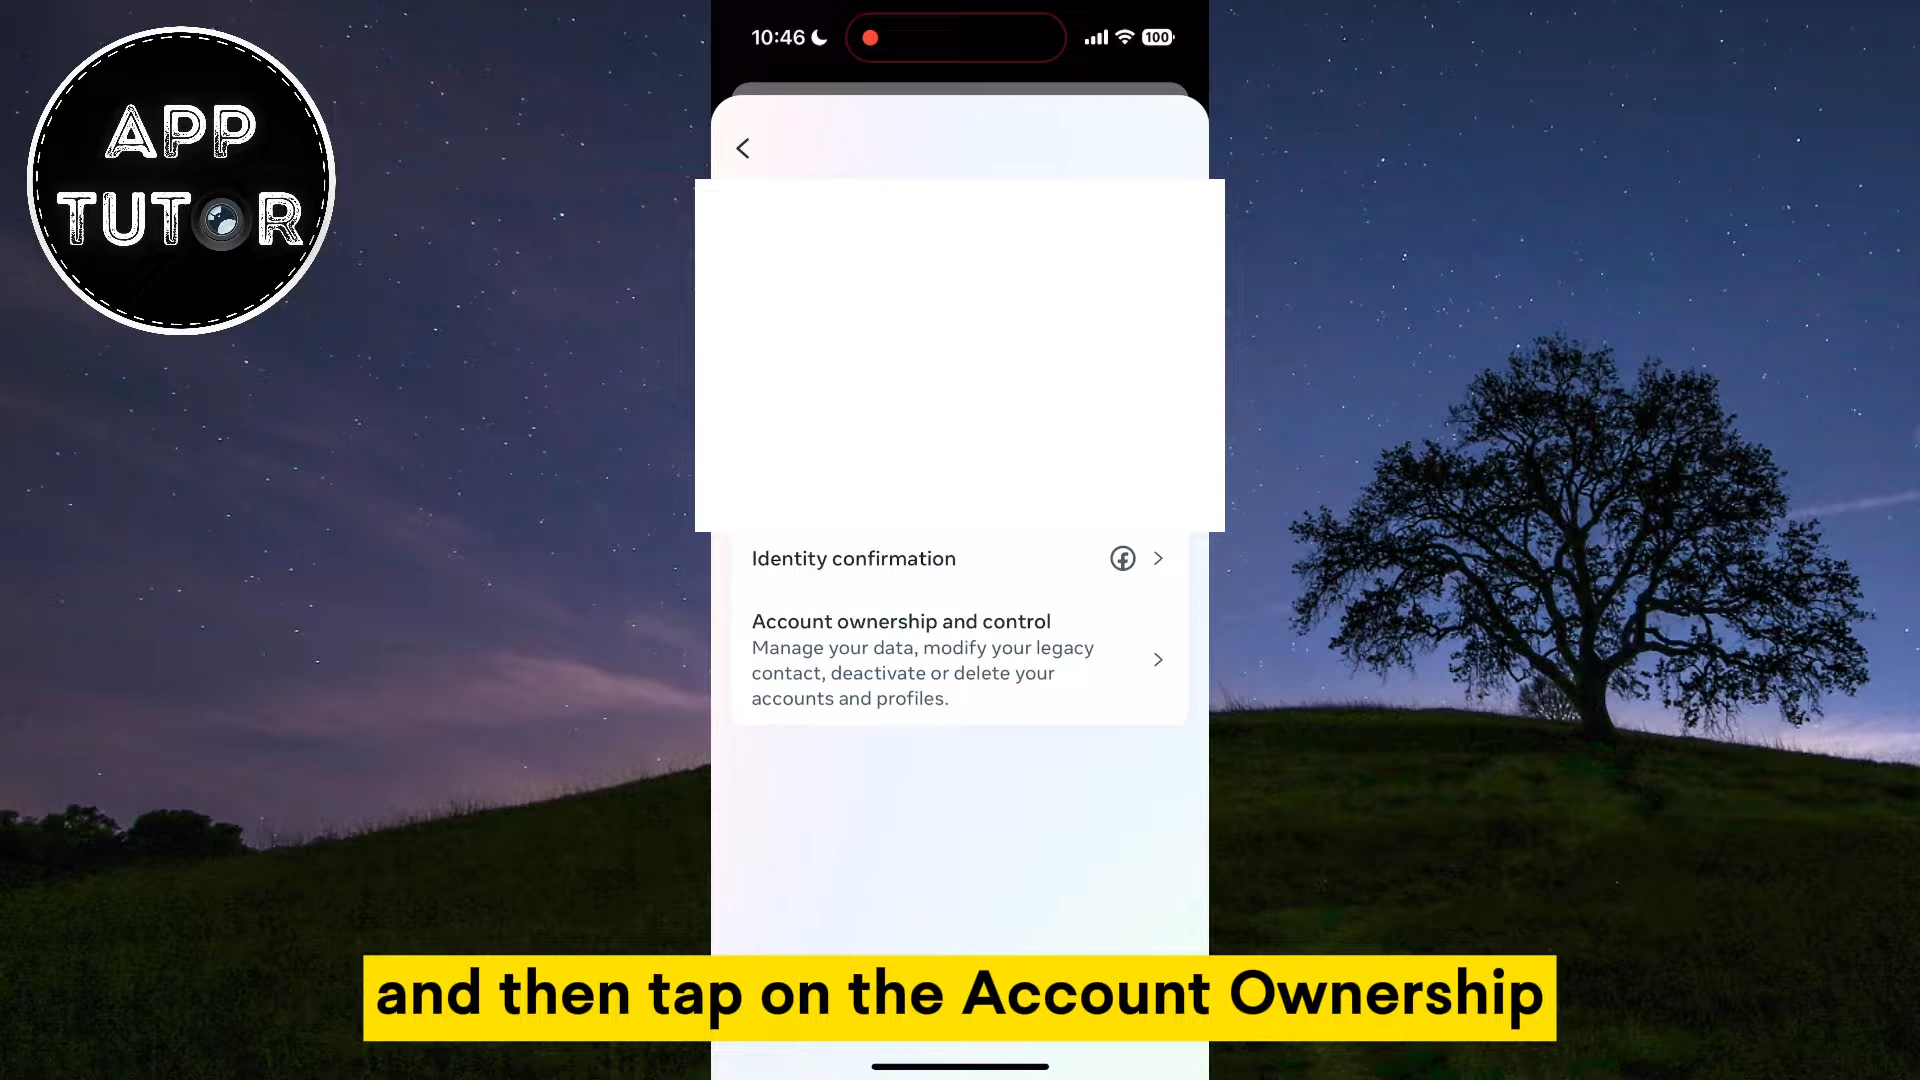 APP
TUTOR
10:46
100
Identity confirmation
Account ownership and control
Manage your data, modify your legacy
contact, deactivate or delete your
accounts and profiles.
and then tap on the Account Ownership